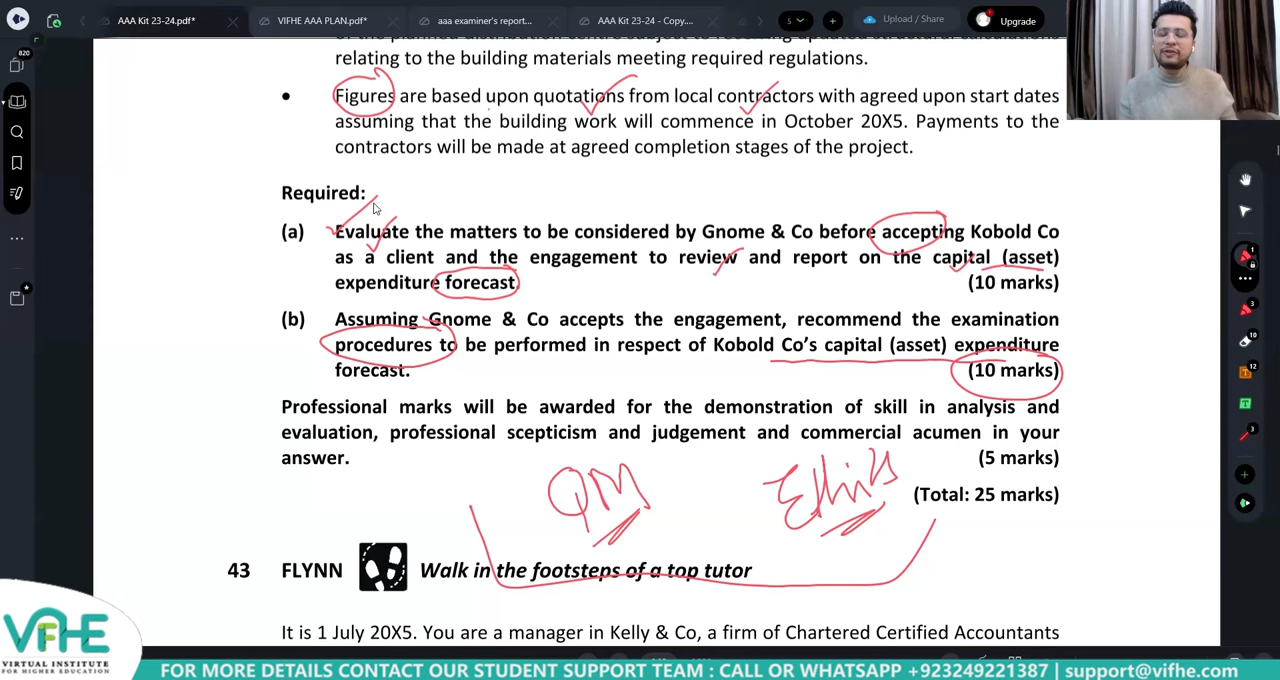 AAA Kit 23-24.pdf*
VIFHE AAA PLAN.pdf*
aaa examiner's report...
AAA Kit 23-24 - Copy....
5
Upload / Share
Upgrade
820
relating to the building materials meeting required regulations.
• Figures are based upon quotations from local contractors with agreed upon start dates
assuming that the building work will commence in October 20X5. Payments to the
contractors will be made at agreed completion stages of the project.
Required:
(a) Evaluate the matters to be considered by Gnome & Co before accepting Kobold Co
as a client and the engagement to review and report on the capital (asset)
expenditure forecast. (10 marks)
(b) Assuming Gnome & Co accepts the engagement, recommend the examination
procedures to be performed in respect of Kobold Co's capital (asset) expenditure
forecast. (10 marks)
Professional marks will be awarded for the demonstration of skill in analysis and
evaluation, professional scepticism and judgement and commercial acumen in your
answer. (5 marks)
QM Ethics
(Total: 25 marks)
43 FLYNN Walk in the footsteps of a top tutor
It is 1 July 20X5. You are a manager in Kelly & Co, a firm of Chartered Certified Accountants
1
3
10
12
3
VIFHE
VIRTUAL INSTITUTE
FOR HIGHER EDUCATION
FOR MORE DETAILS CONTACT OUR STUDENT SUPPORT TEAM : CALL OR WHATSAPP +923249221387 | support@vifhe.com